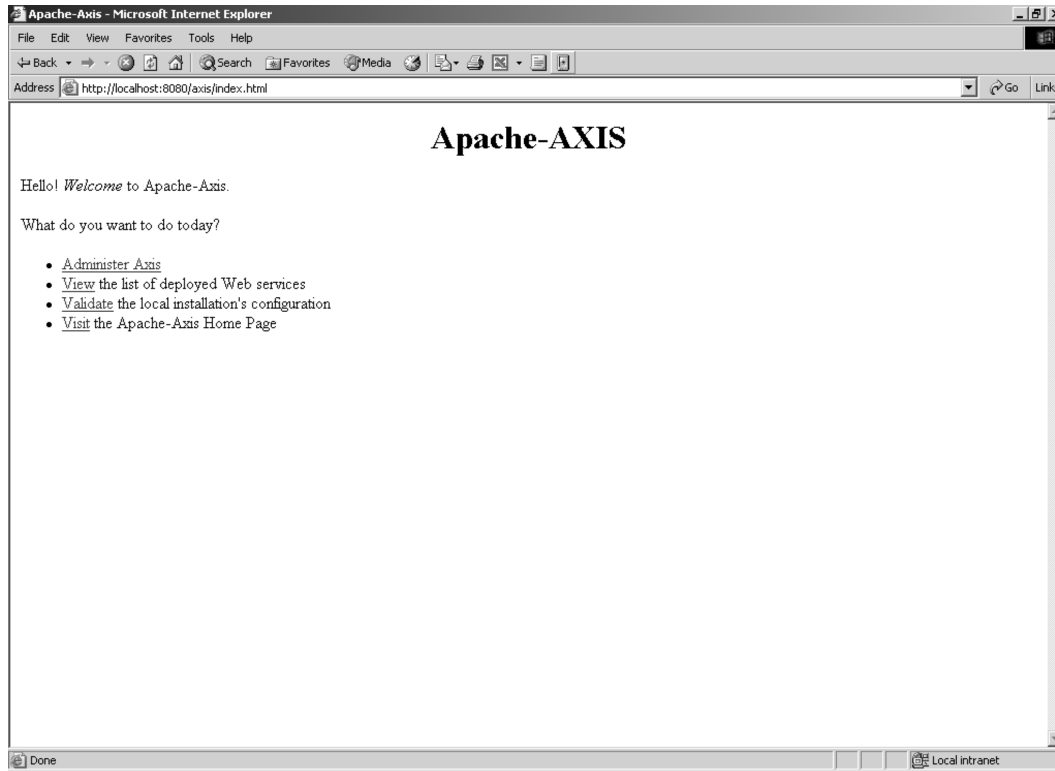 Apache-Axis - Microsoft Internet Explorer
File Edit View Favorites Tools Help
Back Search Favorites Media
Address http://localhost:8080/axis/index.html Go Link
Apache-AXIS
Hello! Welcome to Apache-Axis.
What do you want to do today?
• Administer Axis
• View the list of deployed Web services
• Validate the local installation's configuration
• Visit the Apache-Axis Home Page
Done Local intranet